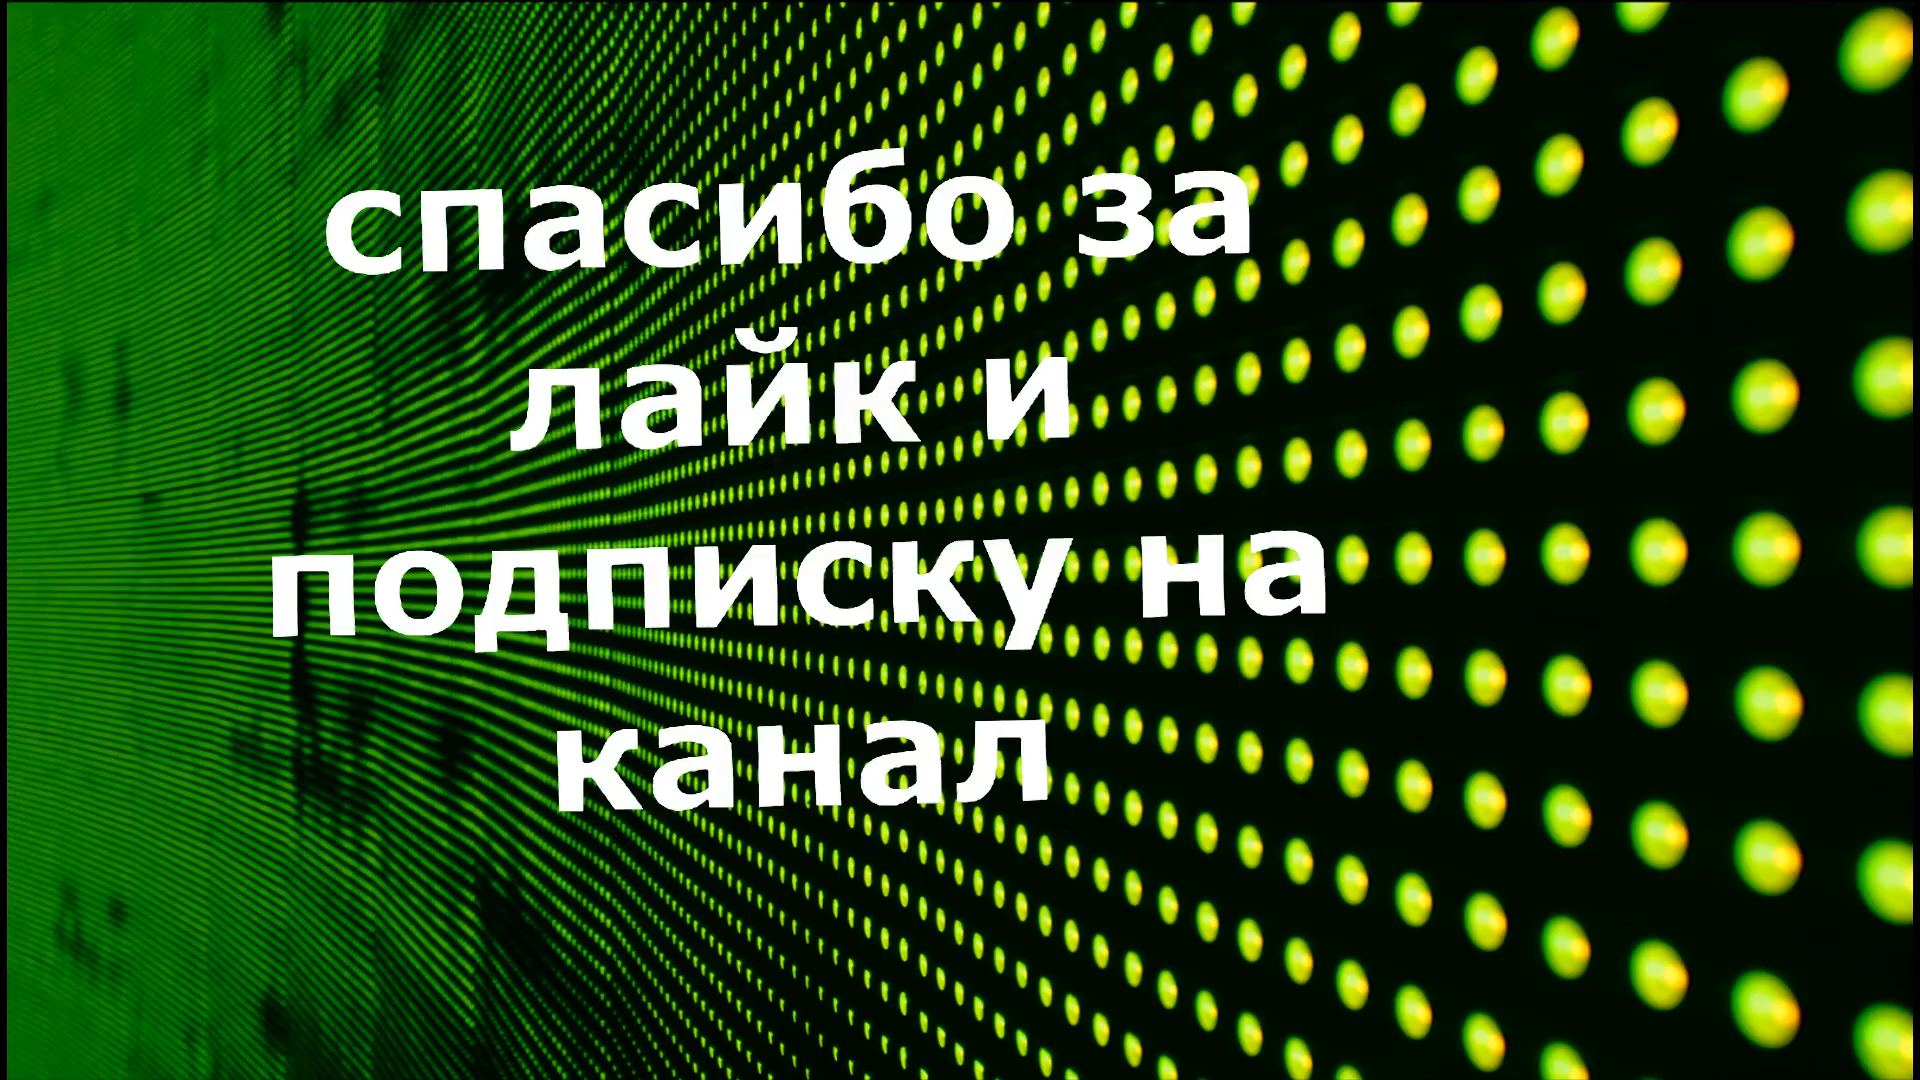 спасибо за
лайк и
подписку на
канал